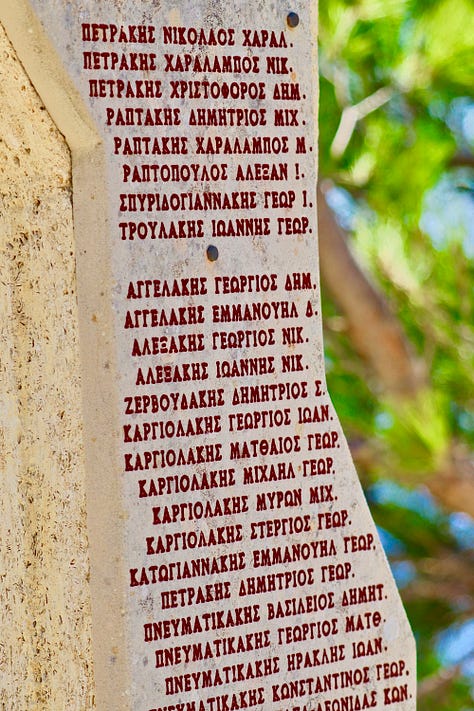 ΠΕΤΡΑΚΗΣ ΝΙΚΟΛΑΟΣ ΧΑΡΑΛ.
ΠΕΤΡΑΚΗΣ ΧΑΡΑΛΑΜΠΟΣ ΝΙΚ.
ΠΕΤΡΑΚΗΣ ΧΡΙΣΤΟΦΟΡΟΣ ΔΗΜ.
ΡΑΠΤΑΚΗΣ ΔΗΜΗΤΡΙΟΣ ΜΙΧ.
ΡΑΠΤΑΚΗΣ ΧΑΡΑΛΑΜΠΟΣ Μ.
ΡΑΠΤΟΠΟΥΛΟΣ ΑΛΕΞΑΝ Ι.
ΣΠΥΡΙΔΟΓΙΑΝΝΑΚΗΣ ΓΕΩΡ Ι.
ΤΡΟΥΛΑΚΗΣ ΙΩΑΝΝΗΣ ΓΕΩΡ.
ΑΓΓΕΛΑΚΗΣ ΓΕΩΡΓΙΟΣ ΔΗΜ.
ΑΓΓΕΛΑΚΗΣ ΕΜΜΑΝΟΥΗΛ Δ.
ΑΛΕΞΑΚΗΣ ΓΕΩΡΓΙΟΣ ΝΙΚ.
ΑΛΕΞΑΚΗΣ ΙΩΑΝΝΗΣ ΝΙΚ.
ΖΕΡΒΟΥΔΑΚΗΣ ΔΗΜΗΤΡΙΟΣ Σ.
ΚΑΡΓΙΟΛΑΚΗΣ ΓΕΩΡΓΙΟΣ ΙΩΑΝ.
ΚΑΡΓΙΟΛΑΚΗΣ ΜΑΤΘΑΙΟΣ ΓΕΩΡ.
ΚΑΡΓΙΟΛΑΚΗΣ ΜΙΧΑΗΛ ΓΕΩΡ.
ΚΑΡΓΙΟΛΑΚΗΣ ΜΥΡΩΝ ΜΙΧ.
ΚΑΡΓΙΟΛΑΚΗΣ ΣΤΕΡΓΙΟΣ ΓΕΩΡ.
ΚΑΤΩΓΙΑΝΝΑΚΗΣ ΕΜΜΑΝΟΥΗΛ ΓΕΩΡ.
ΠΕΤΡΑΚΗΣ ΔΗΜΗΤΡΙΟΣ ΓΕΩΡ.
ΠΝΕΥΜΑΤΙΚΑΚΗΣ ΒΑΣΙΛΕΙΟΣ ΔΗΜΗΤ.
ΠΝΕΥΜΑΤΙΚΑΚΗΣ ΓΕΩΡΓΙΟΣ ΜΑΤΘ.
ΠΝΕΥΜΑΤΙΚΑΚΗΣ ΗΡΑΚΛΗΣ ΙΩΑΝ.
ΠΝΕΥΜΑΤΙΚΑΚΗΣ ΚΩΝΣΤΑΝΤΙΝΟΣ ΓΕΩΡ.
ΛΕΩΝΙΔΑΣ ΚΩΝ.